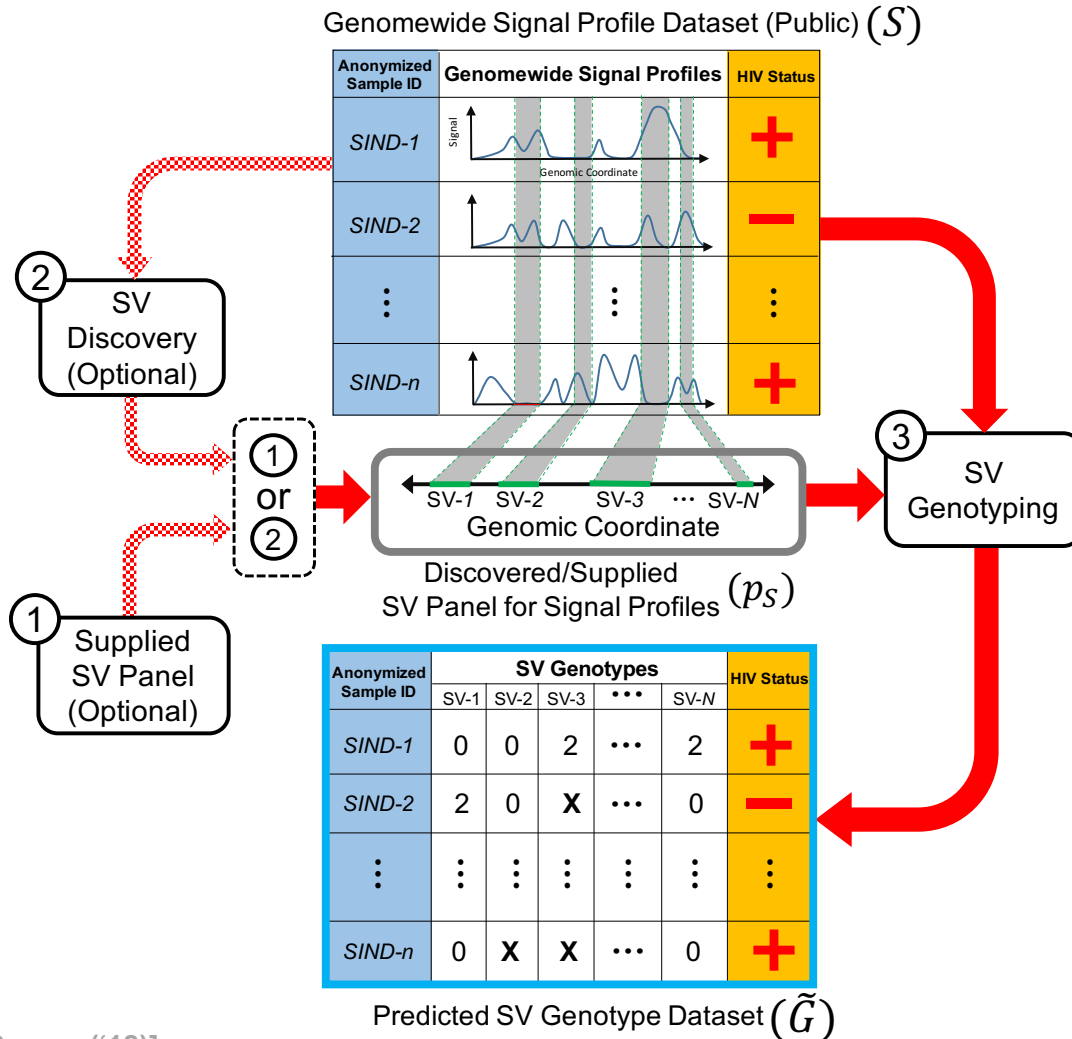 Genomewide Signal Profile Dataset (Public) (S)
Anonymized Sample ID
Genomewide Signal Profiles
HIV Status
SIND-1
Signal
Genomic Coordinate
+
SIND-2
−
⋮ ⋮ ⋮
SIND-n
+
2
SV
Discovery
(Optional)
1
or
2
1
Supplied
SV Panel
(Optional)
SV-1 SV-2 SV-3 ··· SV-N
Genomic Coordinate
Discovered/Supplied
SV Panel for Signal Profiles (p_S)
3
SV
Genotyping
Anonymized Sample ID
SV Genotypes
HIV Status
SV-1 SV-2 SV-3 ··· SV-N
SIND-1 0 0 2 ··· 2 +
SIND-2 2 0 X ··· 0 −
⋮ ⋮ ⋮ ⋮ ⋮ ⋮ ⋮
SIND-n 0 X X ··· 0 +
Predicted SV Genotype Dataset (G̃)